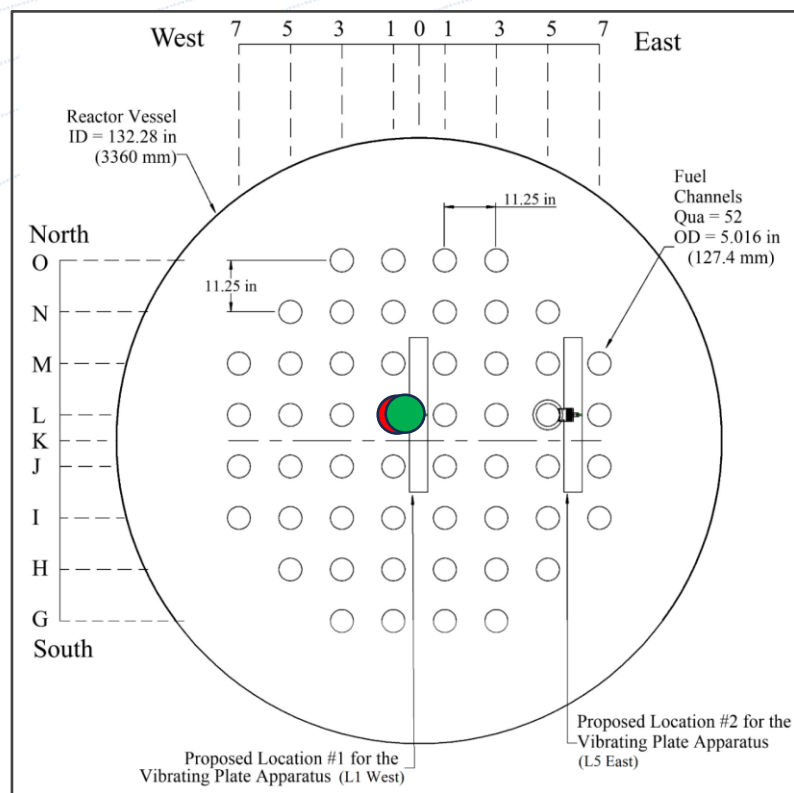 West 7 5 3 1 0 1 3 5 7 East
Reactor Vessel
ID = 132.28 in
(3360 mm)
Fuel
Channels
Qua = 52
OD = 5.016 in
(127.4 mm)
11.25 in
North
O
11.25 in
N
M
L
K
J
I
H
G
South
Proposed Location #1 for the
Vibrating Plate Apparatus (L1 West)
Proposed Location #2 for the
Vibrating Plate Apparatus
(L5 East)